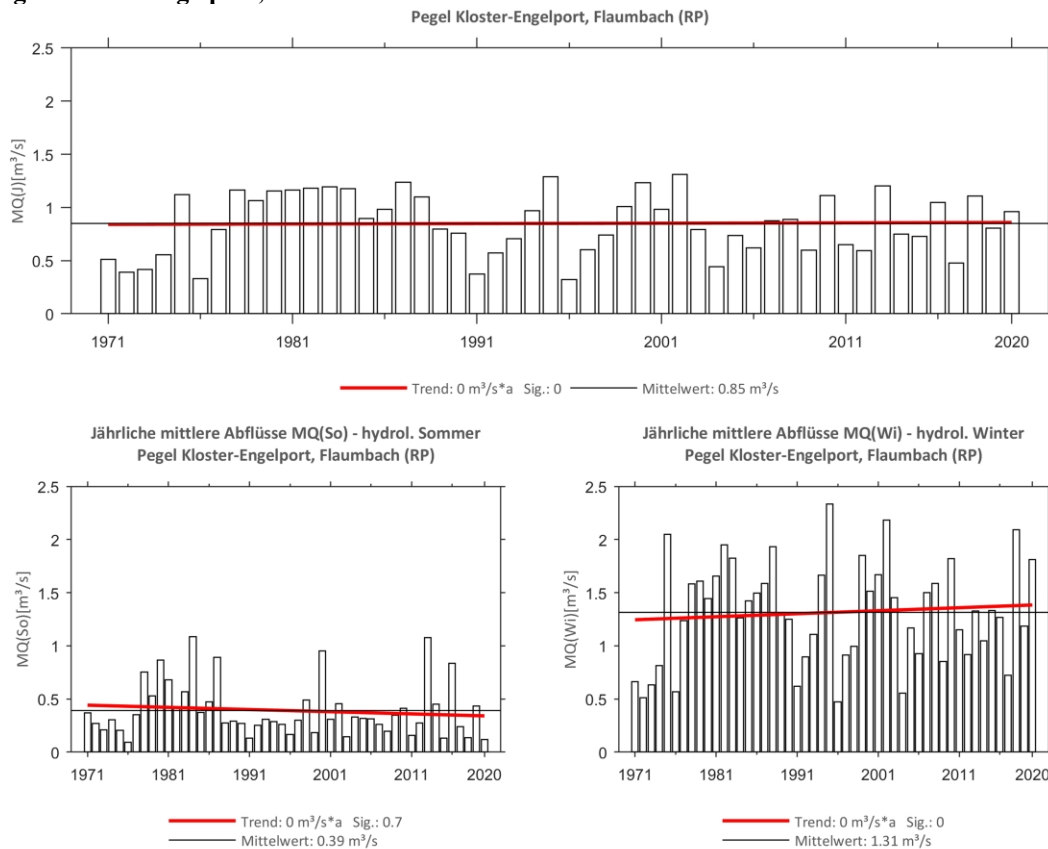 Pegel Kloster-Engelport, Flaumbach (RP)
2.5
2
1.5
1
0.5
0
MQ(J)[m³/s]
1971 1981 1991 2001 2011 2020
Trend: 0 m³/s*a Sig.: 0 Mittelwert: 0.85 m³/s
Jährliche mittlere Abflüsse MQ(So) - hydrol. Sommer
Pegel Kloster-Engelport, Flaumbach (RP)
2.5
2
1.5
1
0.5
0
MQ(So)[m³/s]
1971 1981 1991 2001 2011 2020
Trend: 0 m³/s*a Sig.: 0.7
Mittelwert: 0.39 m³/s
Jährliche mittlere Abflüsse MQ(Wi) - hydrol. Winter
Pegel Kloster-Engelport, Flaumbach (RP)
2.5
2
1.5
1
0.5
0
MQ(Wi)[m³/s]
1971 1981 1991 2001 2011 2020
Trend: 0 m³/s*a Sig.: 0
Mittelwert: 1.31 m³/s